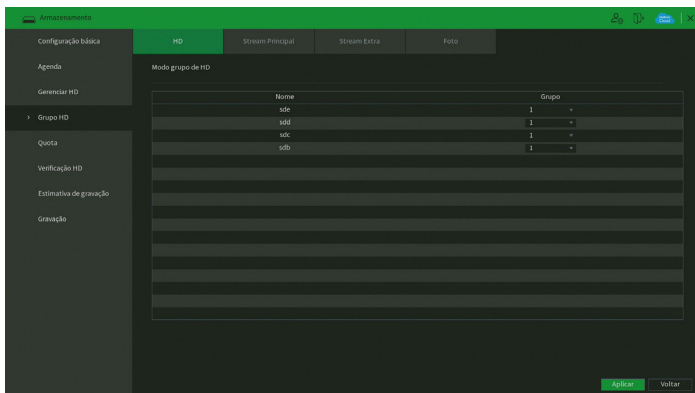 Armazenamento
Configuração básica
HD Stream Principal Stream Extra Foto
Agenda
Modo grupo de HD
Gerenciar HD
Nome Grupo
sde 1
> Grupo HD
sdd 1
sdc 1
Quota
sdb 1
Verificação HD
Estimativa de gravação
Gravação
Aplicar Voltar